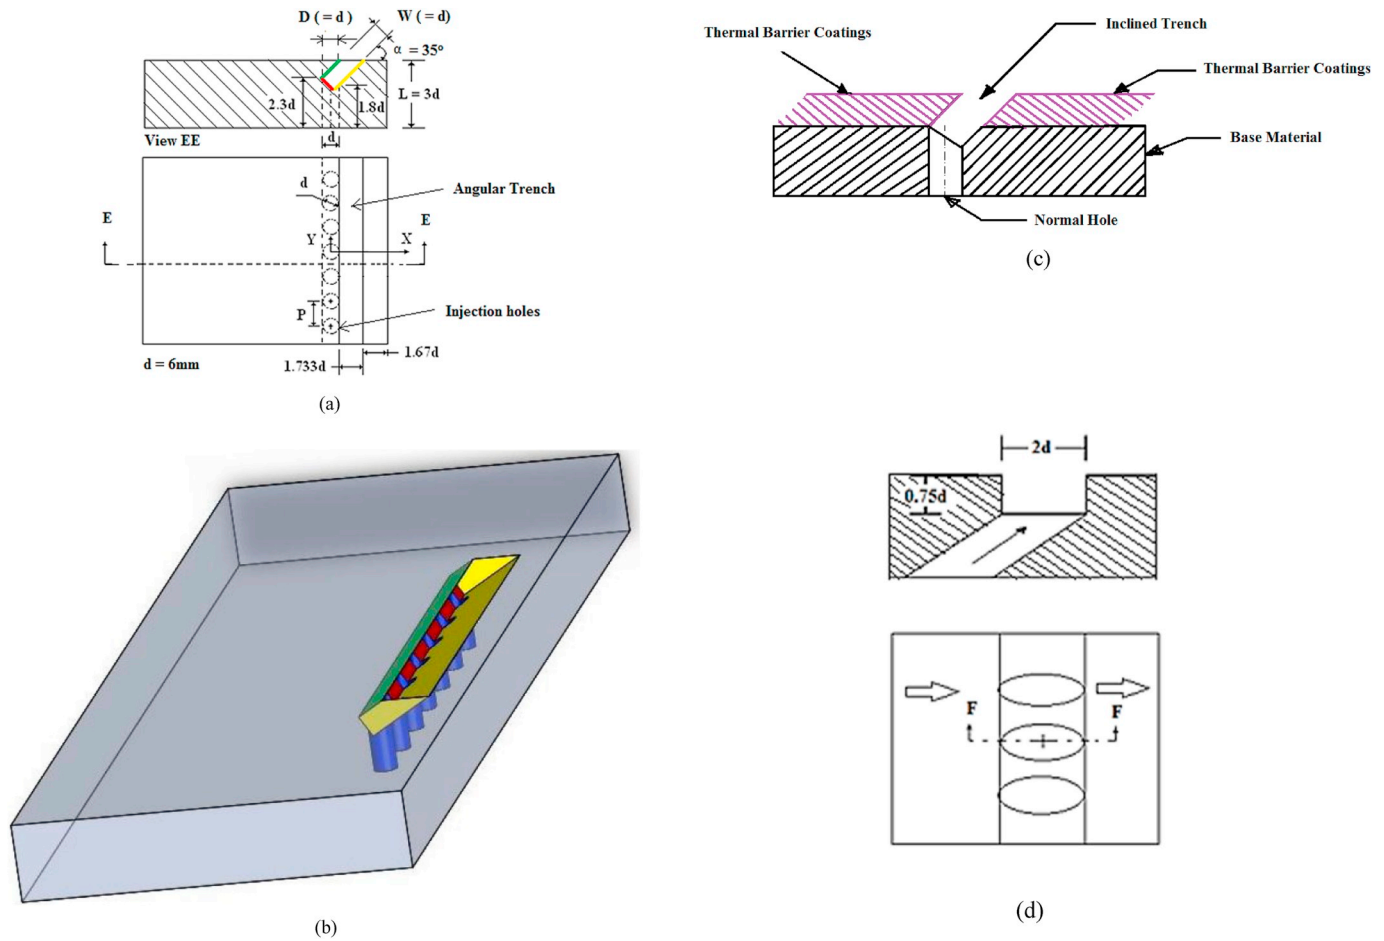 D ( = d )
W (= d)
α = 35°
2.3d
1.8d
L = 3d
View EE
d
d
Angular Trench
E
E
Y
X
P
Injection holes
1.67d
d = 6mm
1.733d
(a)
(b)
Inclined Trench
Thermal Barrier Coatings
Thermal Barrier Coatings
Base Material
Normal Hole
(c)
2d
0.75d
F
F
(d)